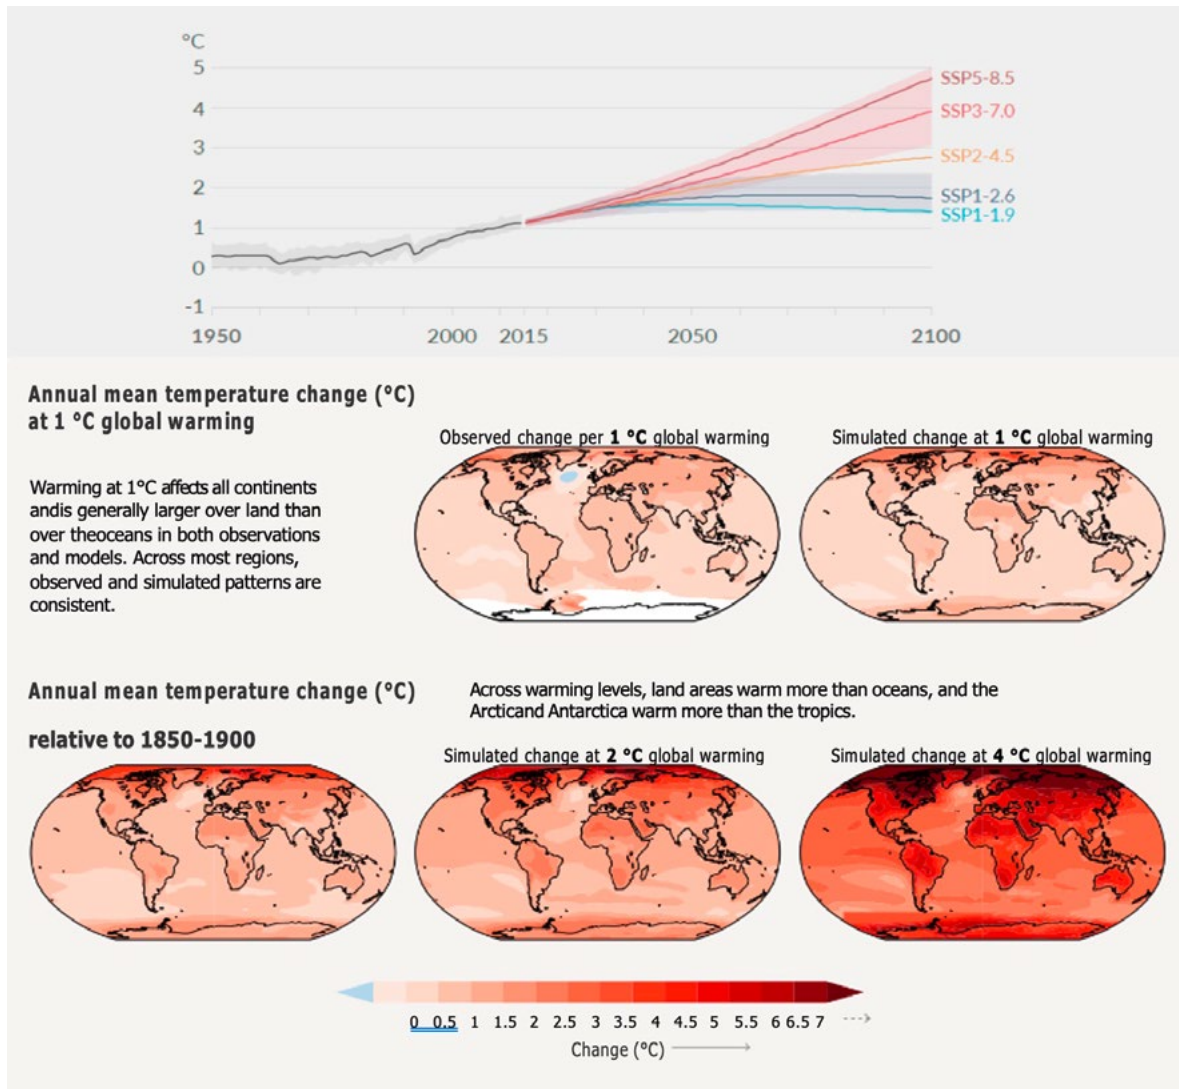 °C
5
4
3
2
1
0
-1
1950 2000 2015 2050 2100
SSP5-8.5
SSP3-7.0
SSP2-4.5
SSP1-2.6
SSP1-1.9
Annual mean temperature change (°C)
at 1 °C global warming
Warming at 1°C affects all continents
andis generally larger over land than
over theoceans in both observations
and models. Across most regions,
observed and simulated patterns are
consistent.
Observed change per 1 °C global warming
Simulated change at 1 °C global warming
Annual mean temperature change (°C)
relative to 1850-1900
Across warming levels, land areas warm more than oceans, and the
Arcticand Antarctica warm more than the tropics.
Simulated change at 2 °C global warming
Simulated change at 4 °C global warming
0 0.5 1 1.5 2 2.5 3 3.5 4 4.5 5 5.5 6 6.5 7
Change (°C)